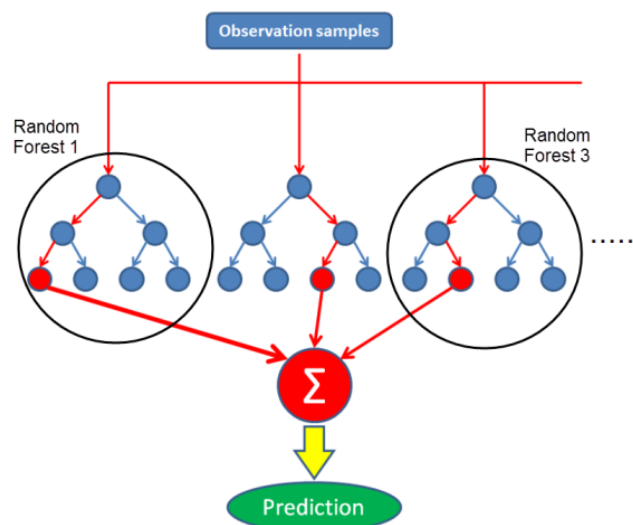 Observation samples
Random
Forest 1
Random
Forest 3
.....
Σ
Prediction